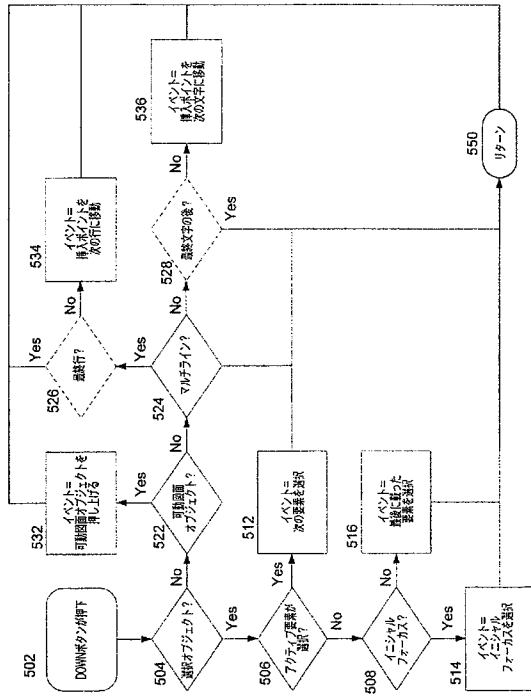 502
DOWNボタンが押下
504
選択オブジェクト?
No
Yes
522
可動図面
オブジェクト?
Yes
No
532
イベント=
可動図面オブジェクトを
押し上げる
524
マルチライン?
Yes
No
526
最終行?
Yes
No
534
イベント=
挿入ポイントを
次の行に移動
528
最終文字の後?
No
Yes
536
イベント=
挿入ポイントを
次の文字に移動
506
アクティブ要素が
選択?
Yes
No
512
イベント=
次の要素を選択
508
イニシャル
フォーカス?
No
Yes
516
イベント=
最後に載った
要素を選択
514
イベント=
イニシャル
フォーカスを選択
550
リターン